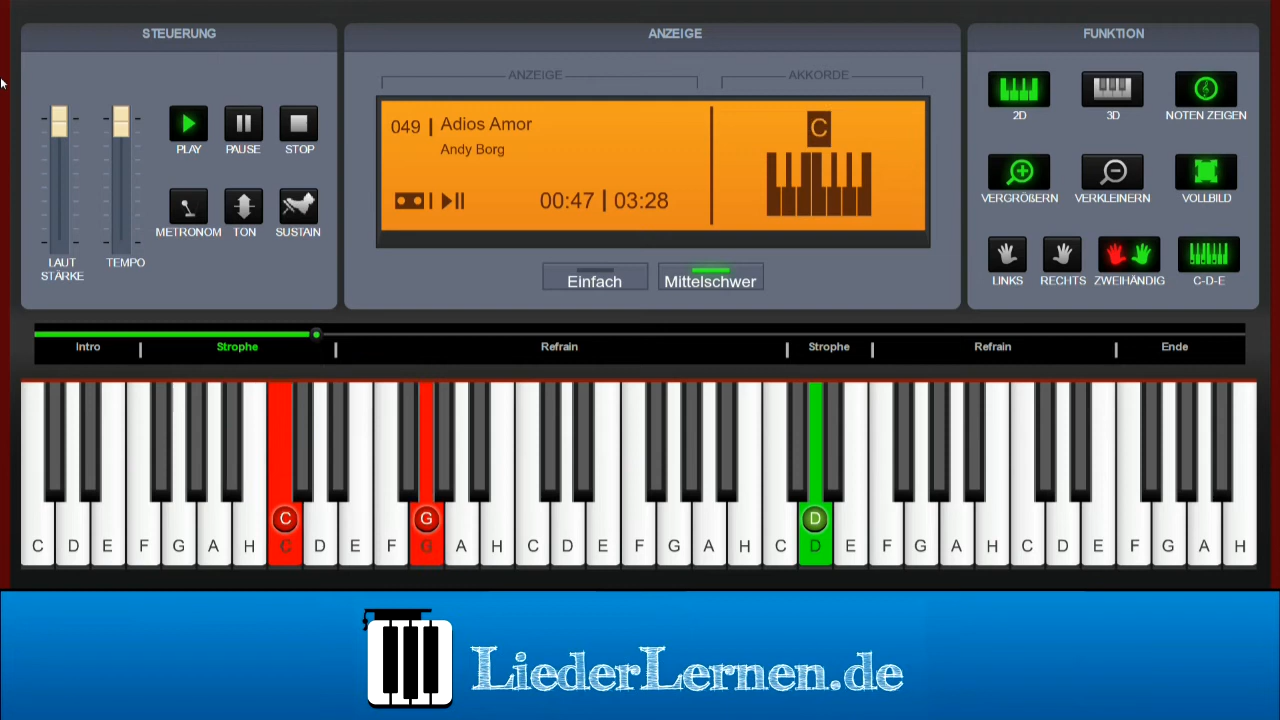 STEUERUNG
ANZEIGE
FUNKTION
ANZEIGE
AKKORDE
049 | Adios Amor
Andy Borg
C
00:47 | 03:28
PLAY PAUSE STOP
METRONOM TON SUSTAIN
LAUT
STÄRKE
TEMPO
Einfach
Mittelschwer
2D 3D NOTEN ZEIGEN
VERGRÖßERN VERKLEINERN VOLLBILD
LINKS RECHTS ZWEIHÄNDIG C-D-E
Intro Strophe Refrain Strophe Refrain Ende
C G D
C D E F G A H C D E F G A H C D E F G A H C D E F G A H C D E F G A H
LiederLernen.de